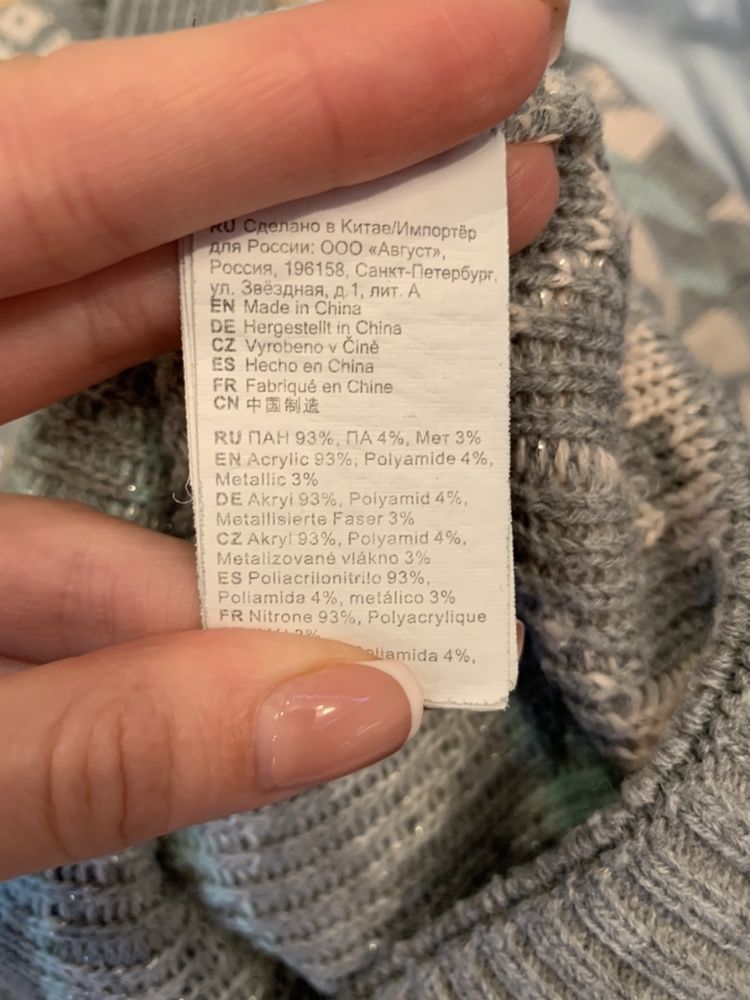 RU Сделано в Китае/Импортёр
для России: ООО «Август»,
Россия, 196158, Санкт-Петербург,
ул. Звёздная, д.1, лит. А
EN Made in China
DE Hergestellt in China
CZ Vyrobeno v Čině
ES Hecho en China
FR Fabriqué en Chine
CN 中国制造
RU ПАН 93%, ПА 4%, Мет 3%
EN Acrylic 93%, Polyamide 4%,
Metallic 3%
DE Akryl 93%, Polyamid 4%,
Metallisierte Faser 3%
CZ Akryl 93%, Polyamid 4%,
Metalizované vlákno 3%
ES Poliacrilonitrilo 93%,
Poliamida 4%, metálico 3%
FR Nitrone 93%, Polyacrylique
3%
4%,